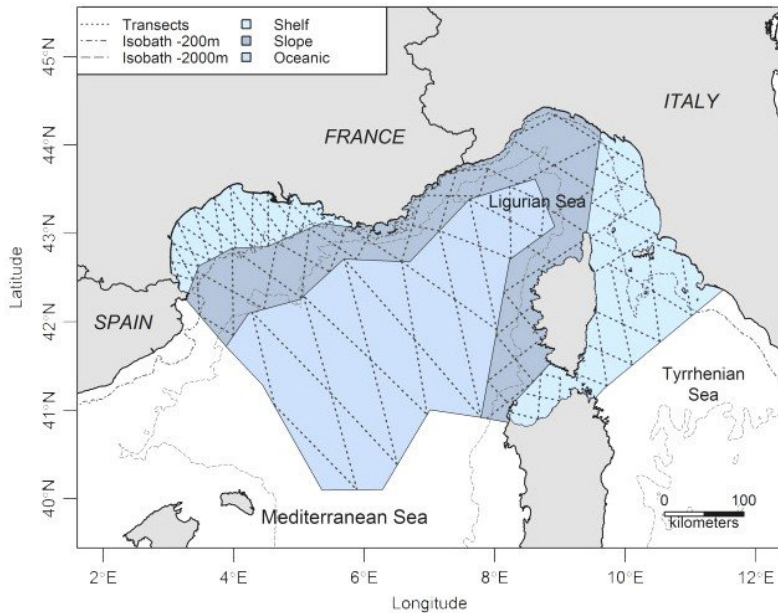 Transects
Isobath -200m
Isobath -2000m
Shelf
Slope
Oceanic
45°N
44°N
43°N
42°N
41°N
40°N
Latitude
ITALY
FRANCE
Ligurian Sea
SPAIN
Tyrrhenian
Sea
Mediterranean Sea
0 100
kilometers
2°E 4°E 6°E 8°E 10°E 12°E
Longitude